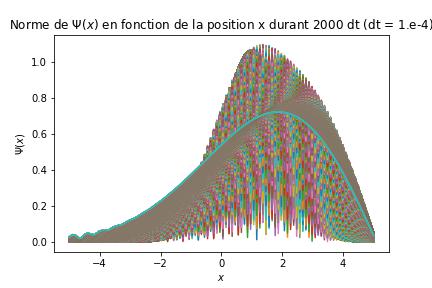 Norme de Ψ(x) en fonction de la position x durant 2000 dt (dt = 1.e-4)
1.0
0.8
0.6
0.4
0.2
0.0
Ψ(x)
−4 −2 0 2 4
x